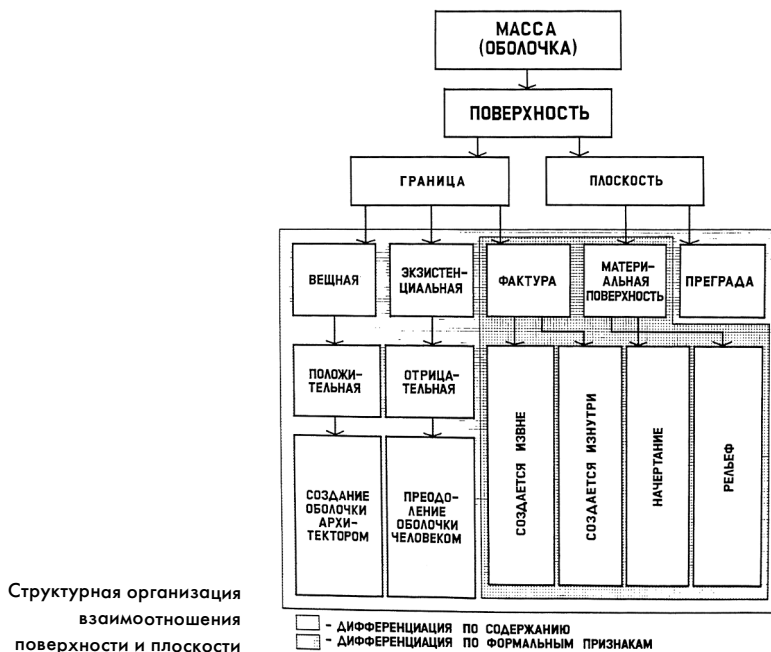 МАССА
(ОБОЛОЧКА)
ПОВЕРХНОСТЬ
ГРАНИЦА
ПЛОСКОСТЬ
ВЕЩНАЯ
ЭКЗИСТЕН-
ЦИАЛЬНАЯ
ФАКТУРА
МАТЕРИ-
АЛЬНАЯ
ПОВЕРХНОСТЬ
ПРЕГРАДА
ПОЛОЖИ-
ТЕЛЬНАЯ
ОТРИЦА-
ТЕЛЬНАЯ
СОЗДАЕТСЯ ИЗВНЕ
СОЗДАЕТСЯ ИЗНУТРИ
НАЧЕРТАНИЕ
РЕЛЬЕФ
СОЗДАНИЕ
ОБОЛОЧКИ
АРХИ-
ТЕКТОРОМ
ПРЕОДО-
ЛЕНИЕ
ОБОЛОЧКИ
ЧЕЛОВЕКОМ
Структурная организация
взаимоотношения
поверхности и плоскости
- ДИФФЕРЕНЦИАЦИЯ ПО СОДЕРЖАНИЮ
- ДИФФЕРЕНЦИАЦИЯ ПО ФОРМАЛЬНЫМ ПРИЗНАКАМ